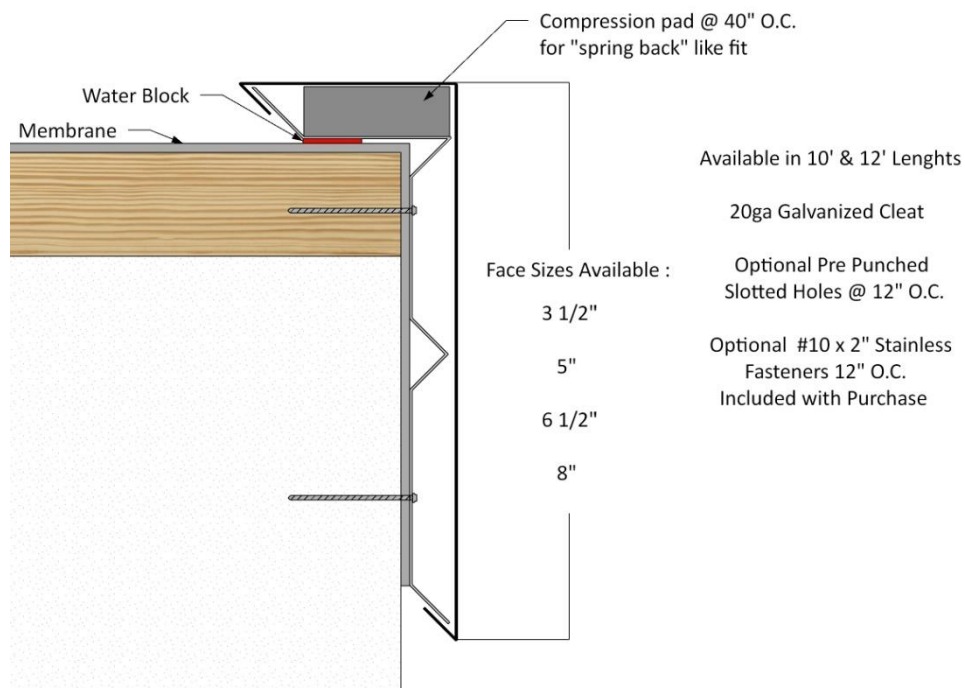 Compression pad @ 40" O.C.
for "spring back" like fit
Water Block
Membrane
Available in 10' & 12' Lenghts
20ga Galvanized Cleat
Face Sizes Available :
Optional Pre Punched
Slotted Holes @ 12" O.C.
3 1/2"
Optional #10 x 2" Stainless
Fasteners 12" O.C.
Included with Purchase
5"
6 1/2"
8"